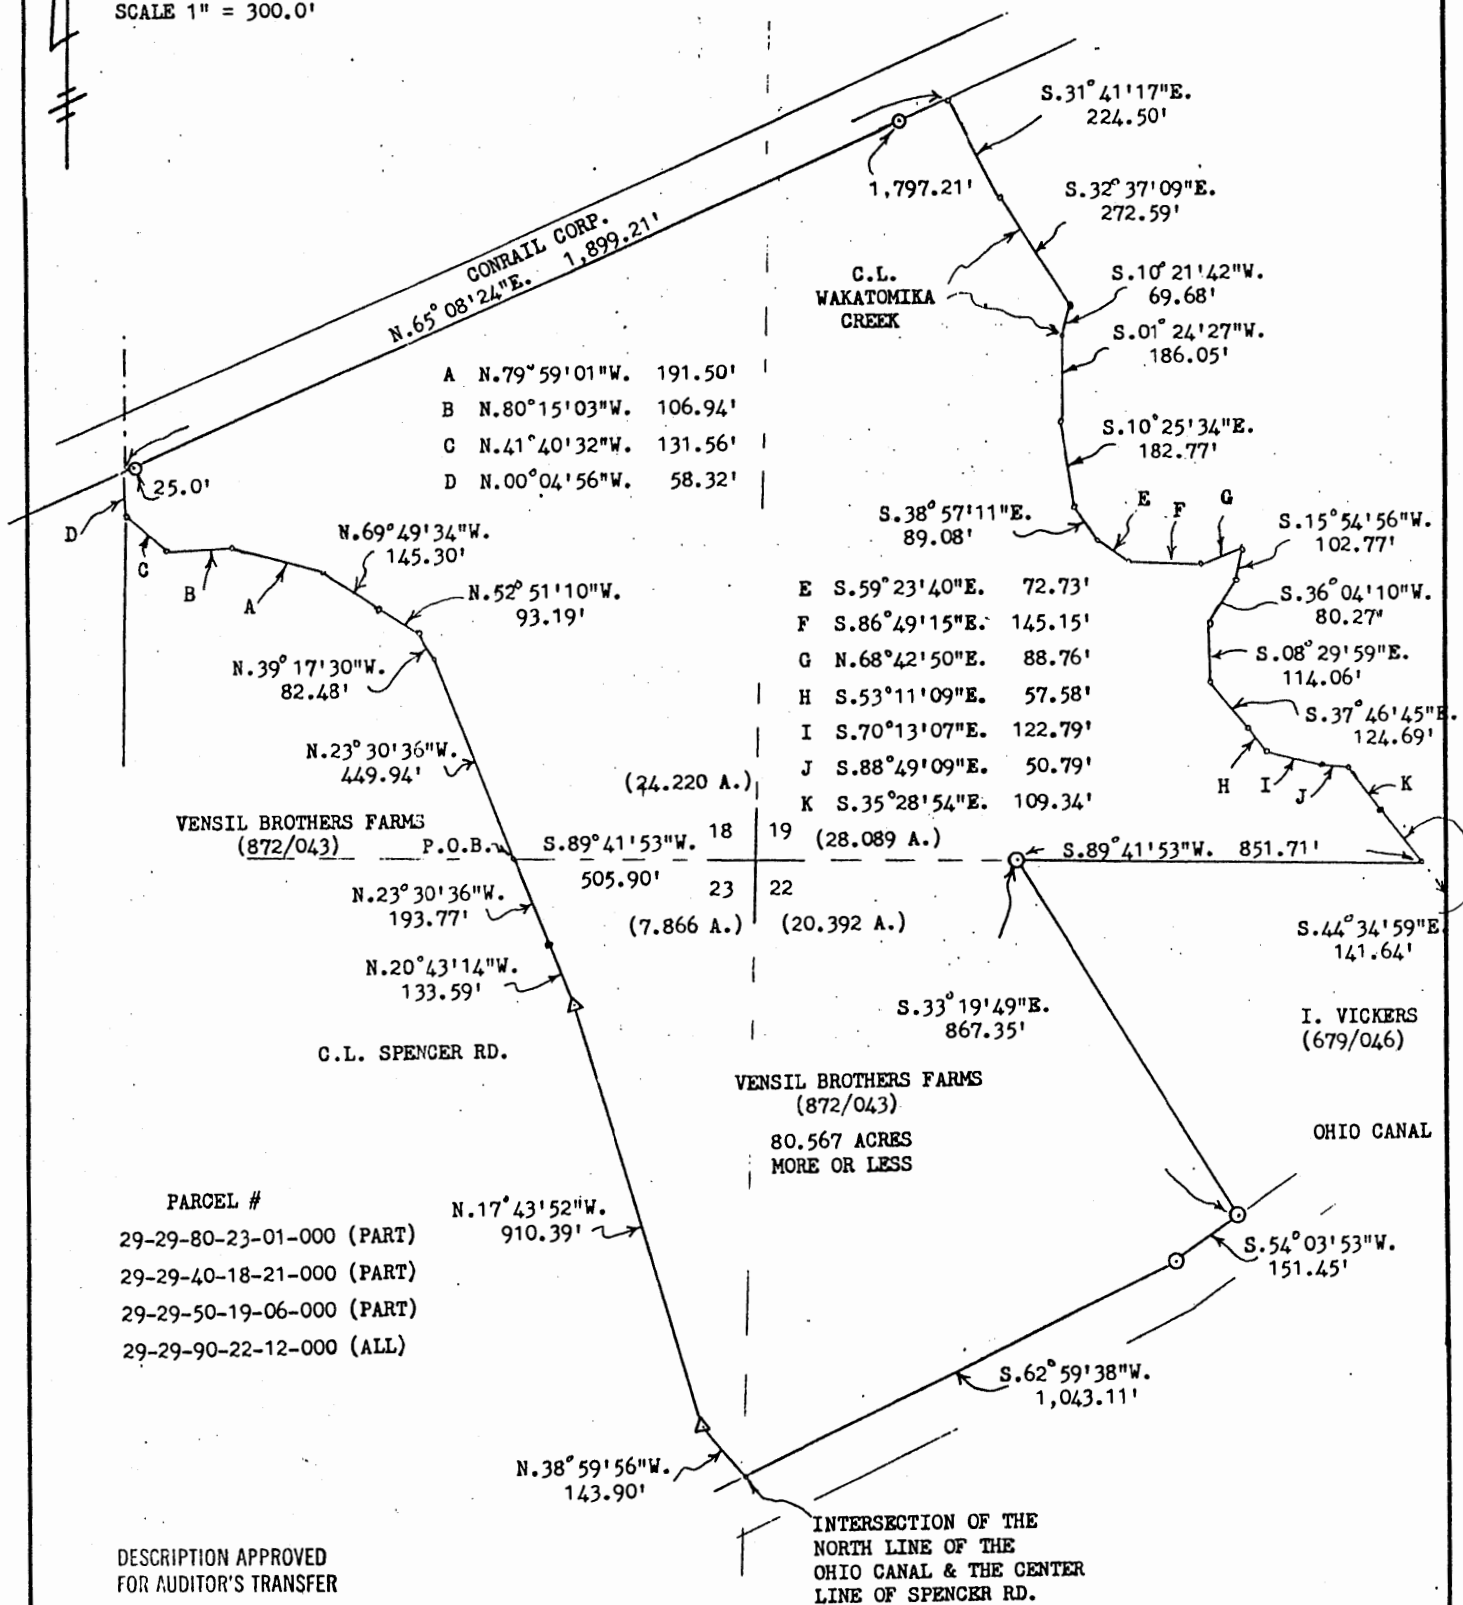 SCALE 1" = 300.0'
S.31°41'17"E.
224.50'
1,797.21'
S.32°37'09"E.
272.59'
CONRAIL CORP.
N.65°08'24"E. 1,899.21'
C.L.
WAKATOMIKA
CREEK
S.10°21'42"W.
69.68'
S.01°24'27"W.
186.05'
A N.79°59'01"W. 191.50'
B N.80°15'03"W. 106.94'
C N.41°40'32"W. 131.56'
D N.00°04'56"W. 58.32'
S.10°25'34"E.
182.77'
25.0'
D
C
B
A
N.69°49'34"W.
145.30'
S.38°57'11"E.
89.08'
E
F
G
S.15°54'56"W.
102.77'
N.52°51'10"W.
93.19'
S.36°04'10"W.
80.27"
N.39°17'30"W.
82.48'
E S.59°23'40"E. 72.73'
F S.86°49'15"E. 145.15'
G N.68°42'50"E. 88.76'
H S.53°11'09"E. 57.58'
I S.70°13'07"E. 122.79'
J S.88°49'09"E. 50.79'
K S.35°28'54"E. 109.34'
S.08°29'59"E.
114.06'
S.37°46'45"E.
124.69'
H
I
J
K
N.23°30'36"W.
449.94'
(24.220 A.)
VENSIL BROTHERS FARMS
(872/043)
P.O.B.
S.89°41'53"W.
505.90'
18
19
(28.089 A.)
S.89°41'53"W. 851.71'
23
22
(7.866 A.)
(20.392 A.)
N.23°30'36"W.
193.77'
S.44°34'59"E
141.64'
N.20°43'14"W.
133.59'
S.33°19'49"E.
867.35'
I. VICKERS
(679/046)
C.L. SPENCER RD.
VENSIL BROTHERS FARMS
(872/043)
80.567 ACRES
MORE OR LESS
OHIO CANAL
PARCEL #
29-29-80-23-01-000 (PART)
29-29-40-18-21-000 (PART)
29-29-50-19-06-000 (PART)
29-29-90-22-12-000 (ALL)
N.17°43'52"W.
910.39'
S.54°03'53"W.
151.45'
S.62°59'38"W.
1,043.11'
N.38°59'56"W.
143.90'
INTERSECTION OF THE
NORTH LINE OF THE
OHIO CANAL & THE CENTER
LINE OF SPENCER RD.
DESCRIPTION APPROVED
FOR AUDITOR'S TRANSFER